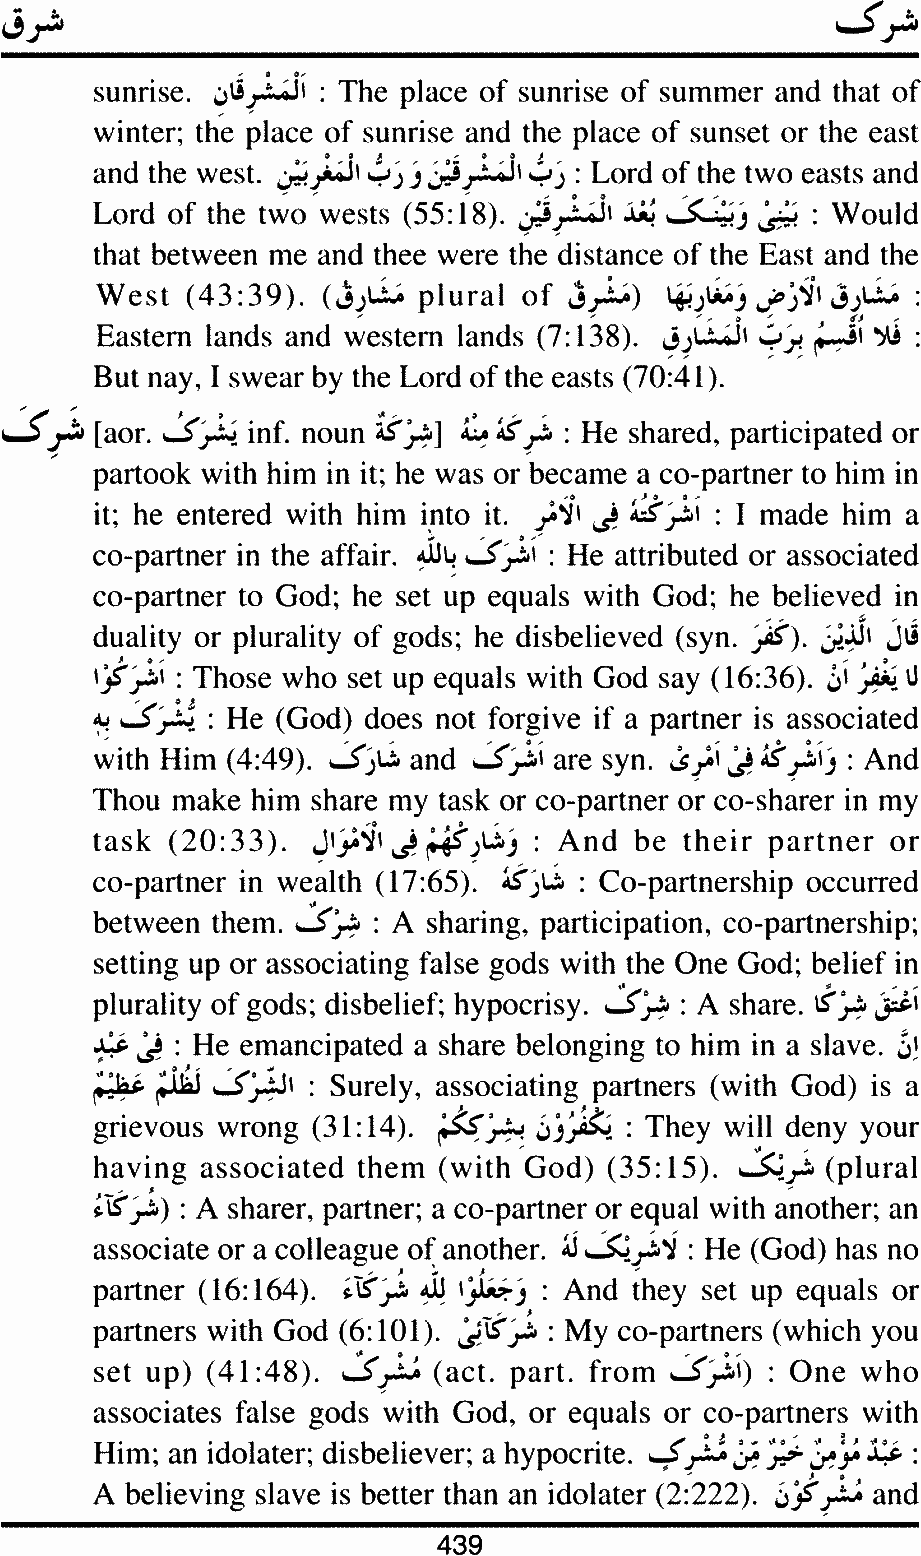 شرق شرک
sunrise. اَلْمَشْرِقَانِ : The place of sunrise of summer and that of
winter; the place of sunrise and the place of sunset or the east
and the west. رَبُّ الْمَشْرِقَيْنِ وَ رَبُّ الْمَغْرِبَيْنِ : Lord of the two easts and
Lord of the two wests (55:18). بَيْنِىْ وَبَيْنَـکَ بُعْدَ الْمَشْرِقَيْنِ : Would
that between me and thee were the distance of the East and the
West (43:39). (مَشَارِقُ plural of مَشْرِقٌ) مَشَارِقَ الْاَرْضِ وَمَغَارِبَهَا :
Eastern lands and western lands (7:138). فَلَا اُقْسِمُ بِرَبِّ الْمَشَارِقِ :
But nay, I swear by the Lord of the easts (70:41).
شَرِکَ [aor. يَشْرَکُ inf. noun شِرْكَةٌ] شَرِكَهُ مِنْهُ : He shared, participated or
partook with him in it; he was or became a co-partner to him in
it; he entered with him into it. اَشْرَكْتُهُ فِى الْاَمْرِ : I made him a
co-partner in the affair. اَشْرَکَ بِاللّٰهِ : He attributed or associated
co-partner to God; he set up equals with God; he believed in
duality or plurality of gods; he disbelieved (syn. كَفَرَ). قَالَ الَّذِيْنَ
اَشْرَكُوْا : Those who set up equals with God say (16:36). لَا يَغْفِرُ اَنْ
يُّشْرَکَ بِهٖ : He (God) does not forgive if a partner is associated
with Him (4:49). شَارَکَ and اَشْرَکَ are syn. وَاَشْرِكْهُ فِىْ اَمْرِىْ : And
Thou make him share my task or co-partner or co-sharer in my
task (20:33). وَشَارِكْهُمْ فِى الْاَمْوَالِ : And be their partner or
co-partner in wealth (17:65). شَارَكَهُ : Co-partnership occurred
between them. شِرْکٌ : A sharing, participation, co-partnership;
setting up or associating false gods with the One God; belief in
plurality of gods; disbelief; hypocrisy. شِرْکٌ : A share. اَعْتَقَ شِرْكًا
فِىْ عَبْدٍ : He emancipated a share belonging to him in a slave. اِنَّ
الشِّرْکَ لَظُلْمٌ عَظِيْمٌ : Surely, associating partners (with God) is a
grievous wrong (31:14). يَكْفُرُوْنَ بِشِرْكِكُمْ : They will deny your
having associated them (with God) (35:15). شَرِيْکٌ (plural
شُرَكَآءُ) : A sharer, partner; a co-partner or equal with another; an
associate or a colleague of another. لَاشَرِيْکَ لَهُ : He (God) has no
partner (16:164). وَجَعَلُوْا لِلّٰهِ شُرَكَآءَ : And they set up equals or
partners with God (6:101). شُرَكَآئِىْ : My co-partners (which you
set up) (41:48). مُشْرِکٌ (act. part. from اَشْرَکَ) : One who
associates false gods with God, or equals or co-partners with
Him; an idolater; disbeliever; a hypocrite. عَبْدٌ مُؤْمِنٌ خَيْرٌ مِّنْ مُشْرِکٍ :
A believing slave is better than an idolater (2:222). مُشْرِكُوْنَ and
439